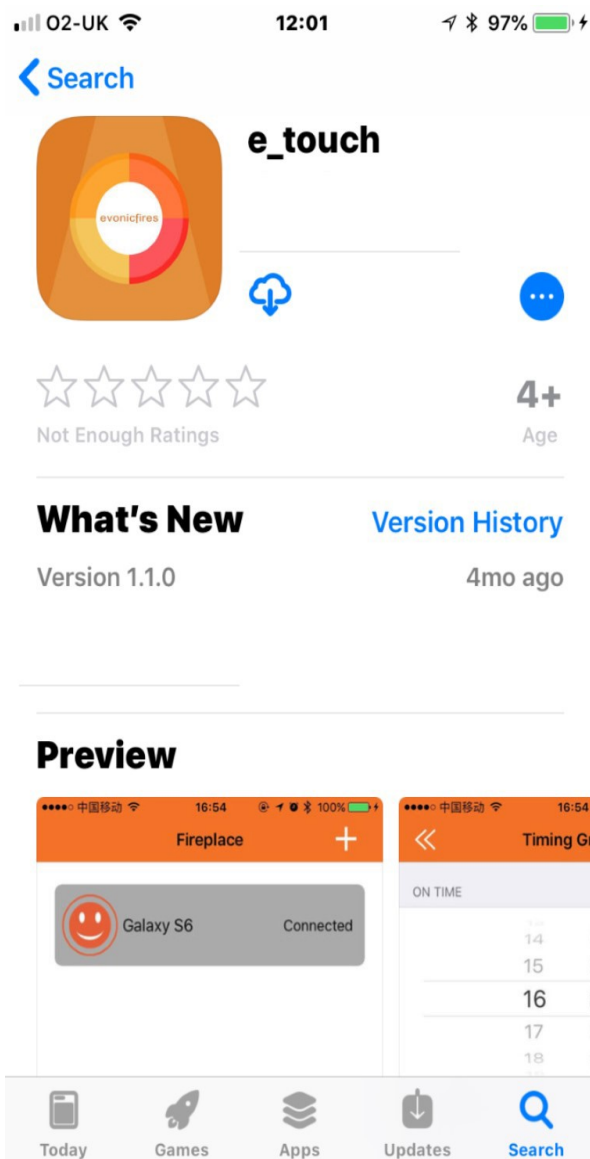 O2-UK 12:01 97%
Search
e_touch
evonicfires
4+
Not Enough Ratings Age
What's New Version History
Version 1.1.0 4mo ago
Preview
中国移动 16:54 100%
Fireplace +
Galaxy S6 Connected
中国移动 16:54
Timing Gr
ON TIME
14
15
16
17
18
Today Games Apps Updates Search